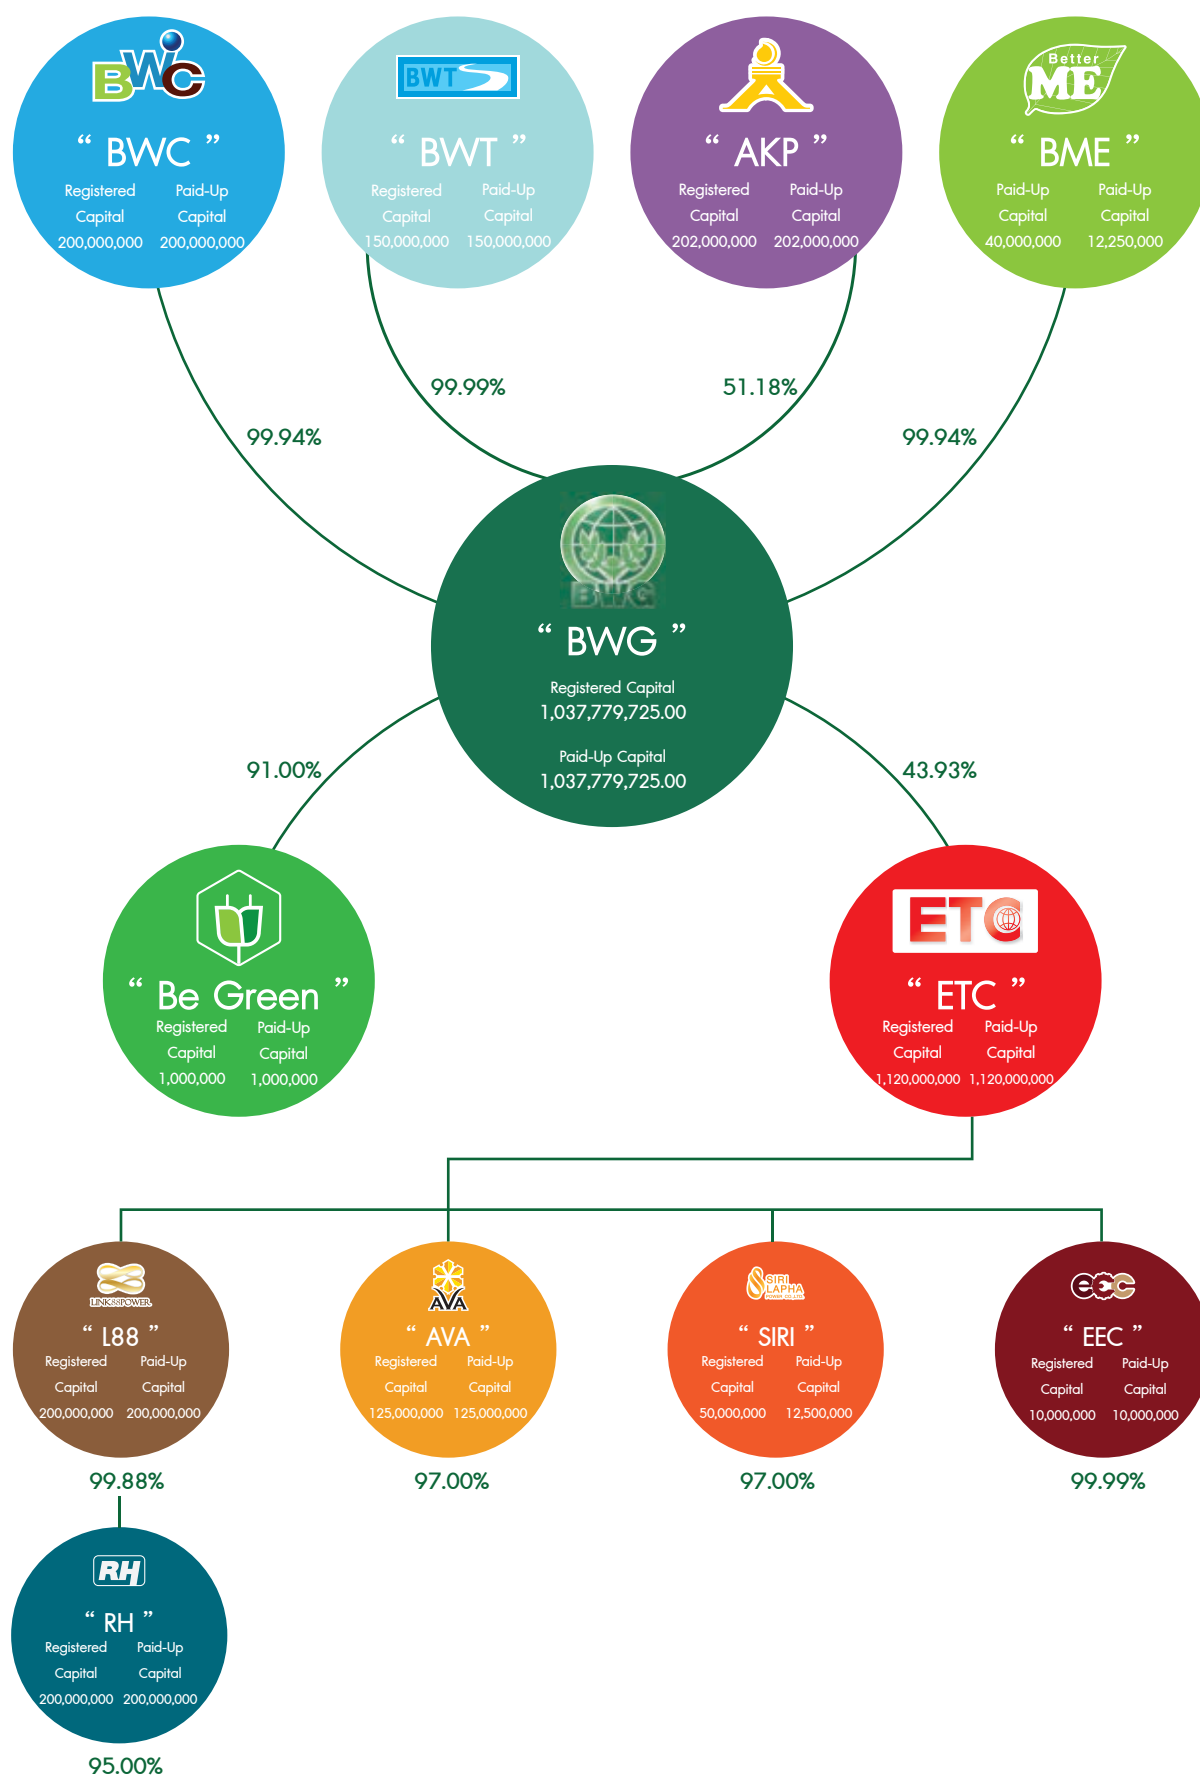 BWC
“ BWC ”
Registered Paid-Up
Capital Capital
200,000,000 200,000,000
BWT
“ BWT ”
Registered Paid-Up
Capital Capital
150,000,000 150,000,000
“ AKP ”
Registered Paid-Up
Capital Capital
202,000,000 202,000,000
Better
ME
“ BME ”
Paid-Up Paid-Up
Capital Capital
40,000,000 12,250,000
99.99%
51.18%
99.94%
99.94%
BWG
“ BWG ”
Registered Capital
1,037,779,725.00
Paid-Up Capital
1,037,779,725.00
91.00%
43.93%
“ Be Green ”
Registered Paid-Up
Capital Capital
1,000,000 1,000,000
ETC
“ ETC ”
Registered Paid-Up
Capital Capital
1,120,000,000 1,120,000,000
LINK88POWER
“ L88 ”
Registered Paid-Up
Capital Capital
200,000,000 200,000,000
99.88%
AVA
“ AVA ”
Registered Paid-Up
Capital Capital
125,000,000 125,000,000
97.00%
SIRI
LAPHA
POWER CO.,LTD
“ SIRI ”
Registered Paid-Up
Capital Capital
50,000,000 12,500,000
97.00%
eec
“ EEC ”
Registered Paid-Up
Capital Capital
10,000,000 10,000,000
99.99%
RH
“ RH ”
Registered Paid-Up
Capital Capital
200,000,000 200,000,000
95.00%